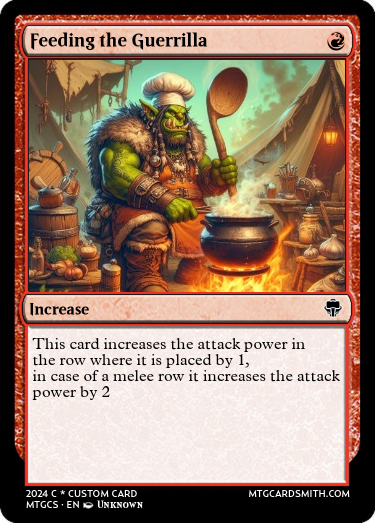 Feeding the Guerrilla
Increase
This card increases the attack power in
the row where it is placed by 1,
in case of a melee row it increases the attack
power by 2
2024 C * CUSTOM CARD
MTGCS · EN Unknown
MTGCARDSMITH.COM